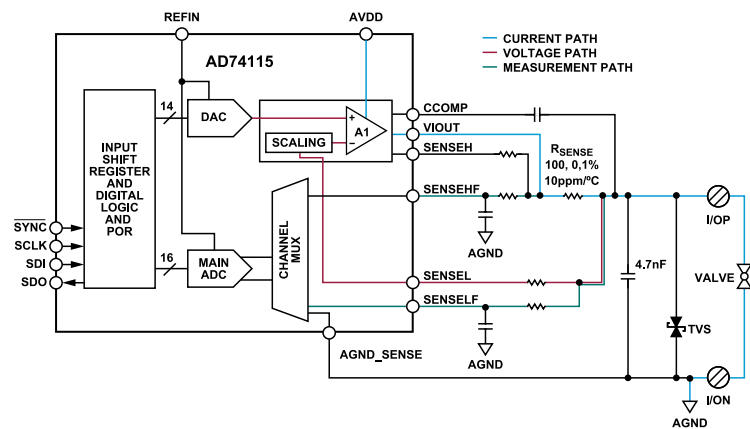 REFIN
AVDD
AD74115
CURRENT PATH
VOLTAGE PATH
MEASUREMENT PATH
14
DAC
A1
+
−
SCALING
CCOMP
VIOUT
SENSEH
RSENSE
100, 0,1%
10ppm/ºC
INPUT
SHIFT
REGISTER
AND
DIGITAL
LOGIC
AND
POR
SYNC
SCLK
SDI
SDO
16
MAIN
ADC
CHANNEL
MUX
SENSEHF
AGND
I/OP
SENSEL
4.7nF
VALVE
SENSELF
TVS
AGND
AGND_SENSE
I/ON
AGND